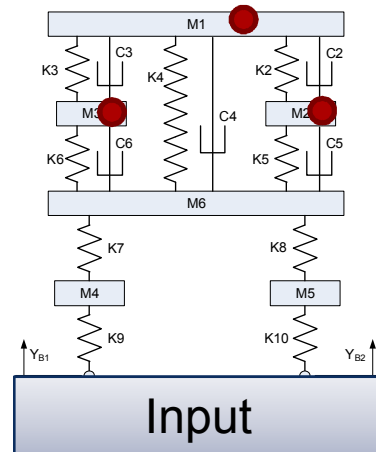 M1
K3 C3 K4 K2 C2
M3 C4 M2
K6 C6 K5 C5
M6
K7 K8
M4 M5
K9 K10
YB1 YB2
Input